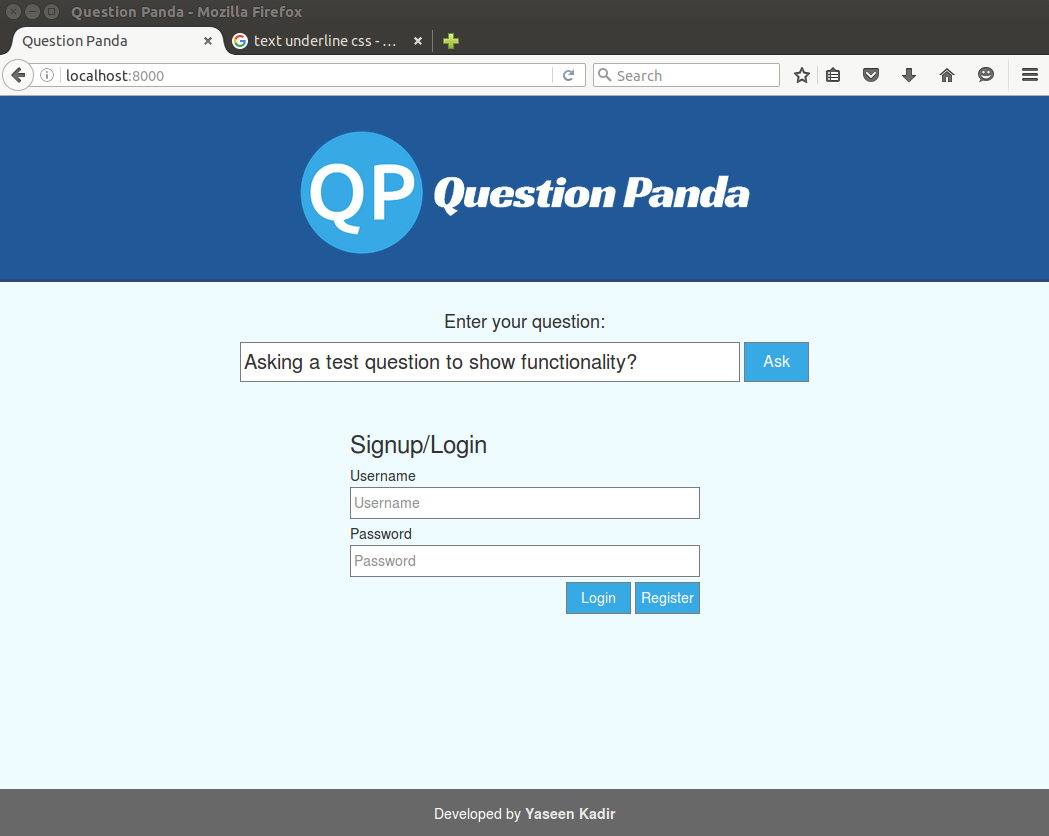 Question Panda - Mozilla Firefox
Question Panda
text underline css - ...
localhost:8000
Search
QP Question Panda
Enter your question:
Asking a test question to show functionality?
Ask
Signup/Login
Username
Username
Password
Password
Login Register
Developed by Yaseen Kadir